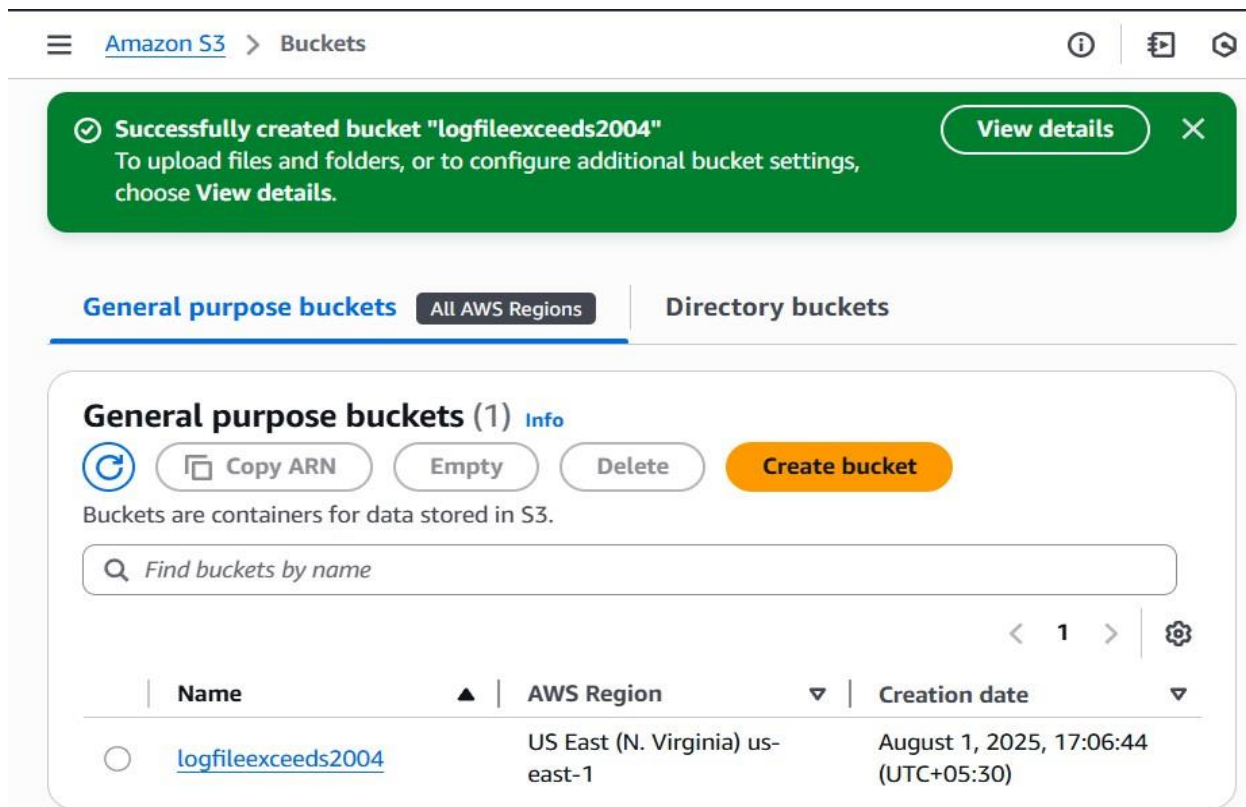 Amazon S3 > Buckets
Successfully created bucket "logfileexceeds2004"
View details
To upload files and folders, or to configure additional bucket settings,
choose View details.
General purpose buckets All AWS Regions Directory buckets
General purpose buckets (1) Info
Copy ARN Empty Delete Create bucket
Buckets are containers for data stored in S3.
Find buckets by name
< 1 >
Name AWS Region Creation date
logfileexceeds2004 US East (N. Virginia) us- August 1, 2025, 17:06:44
east-1 (UTC+05:30)